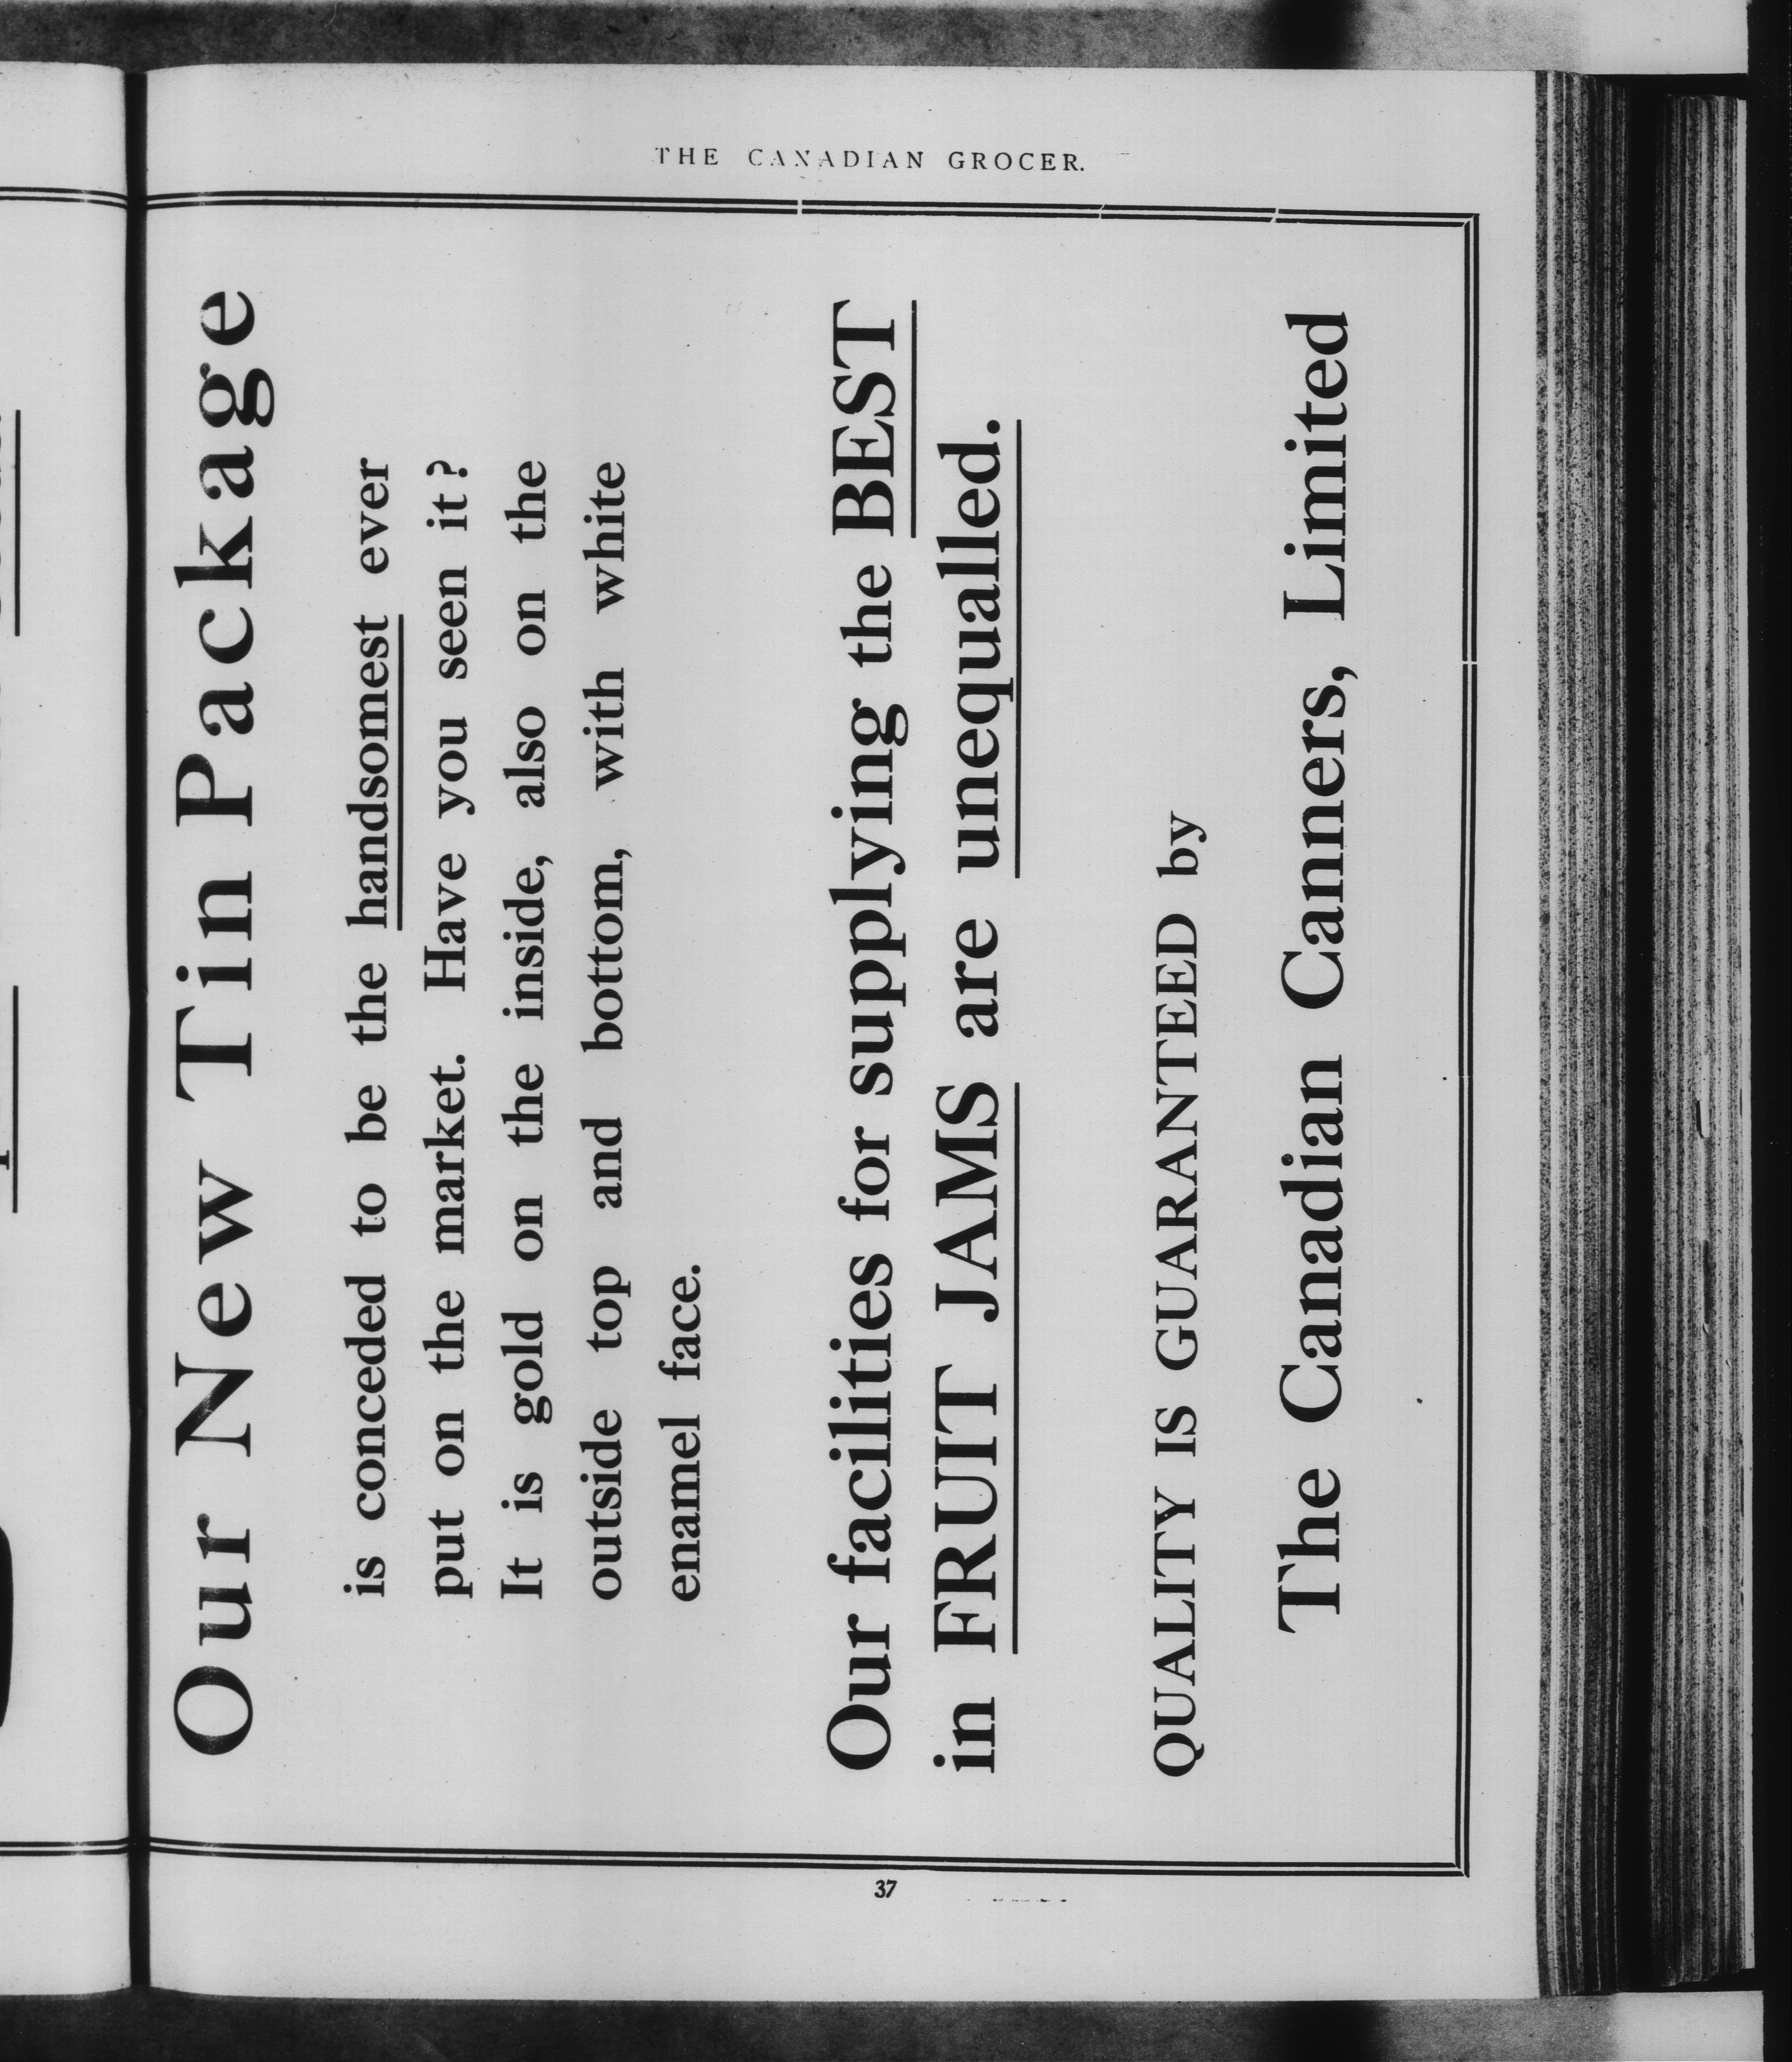 THE CANADIAN GROCER.
Our New Tin Package
is conceded to be the handsomest ever
put on the market. Have you seen it?
It is gold on the inside, also on the
outside top and bottom, with white
enamel face.
Our facilities for supplying the BEST
in FRUIT JAMS are unequalled.
QUALITY IS GUARANTEED by
The Canadian Canners, Limited
37